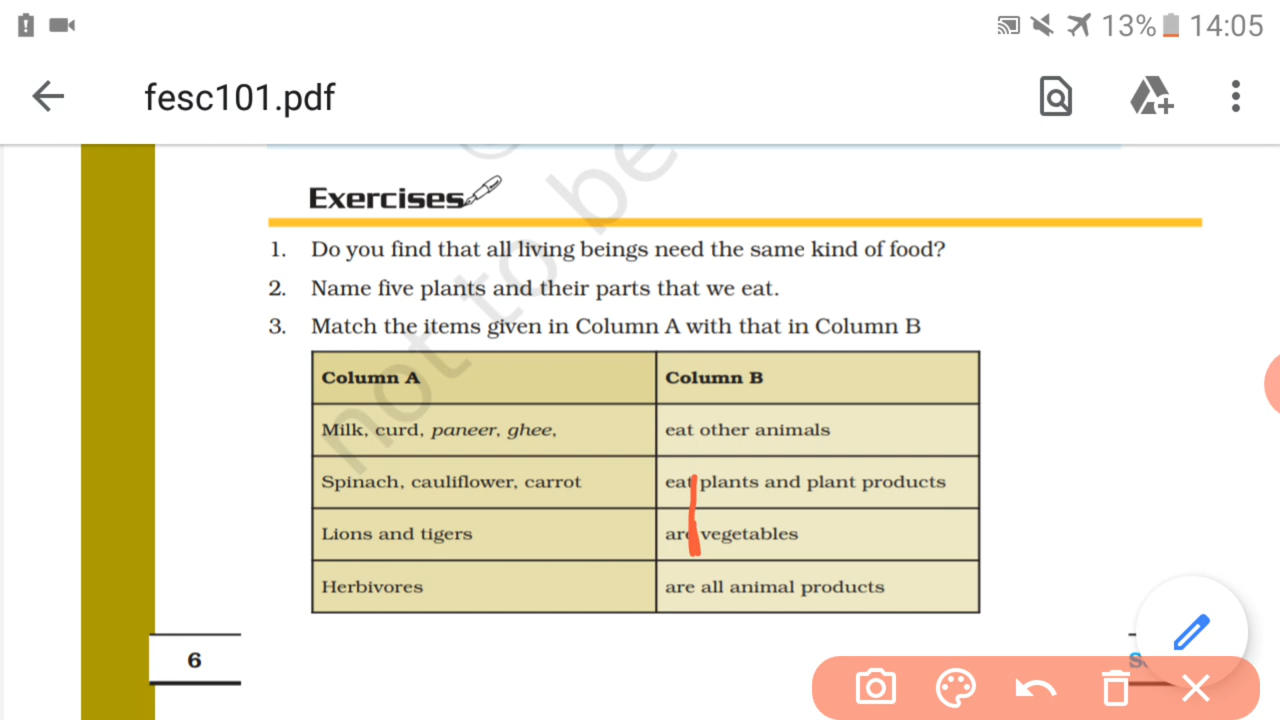 13% 14:05
fesc101.pdf
Exercises
1. Do you find that all living beings need the same kind of food?
2. Name five plants and their parts that we eat.
3. Match the items given in Column A with that in Column B
Column A Column B
Milk, curd, paneer, ghee, eat other animals
Spinach, cauliflower, carrot eat plants and plant products
Lions and tigers are vegetables
Herbivores are all animal products
6
not to be